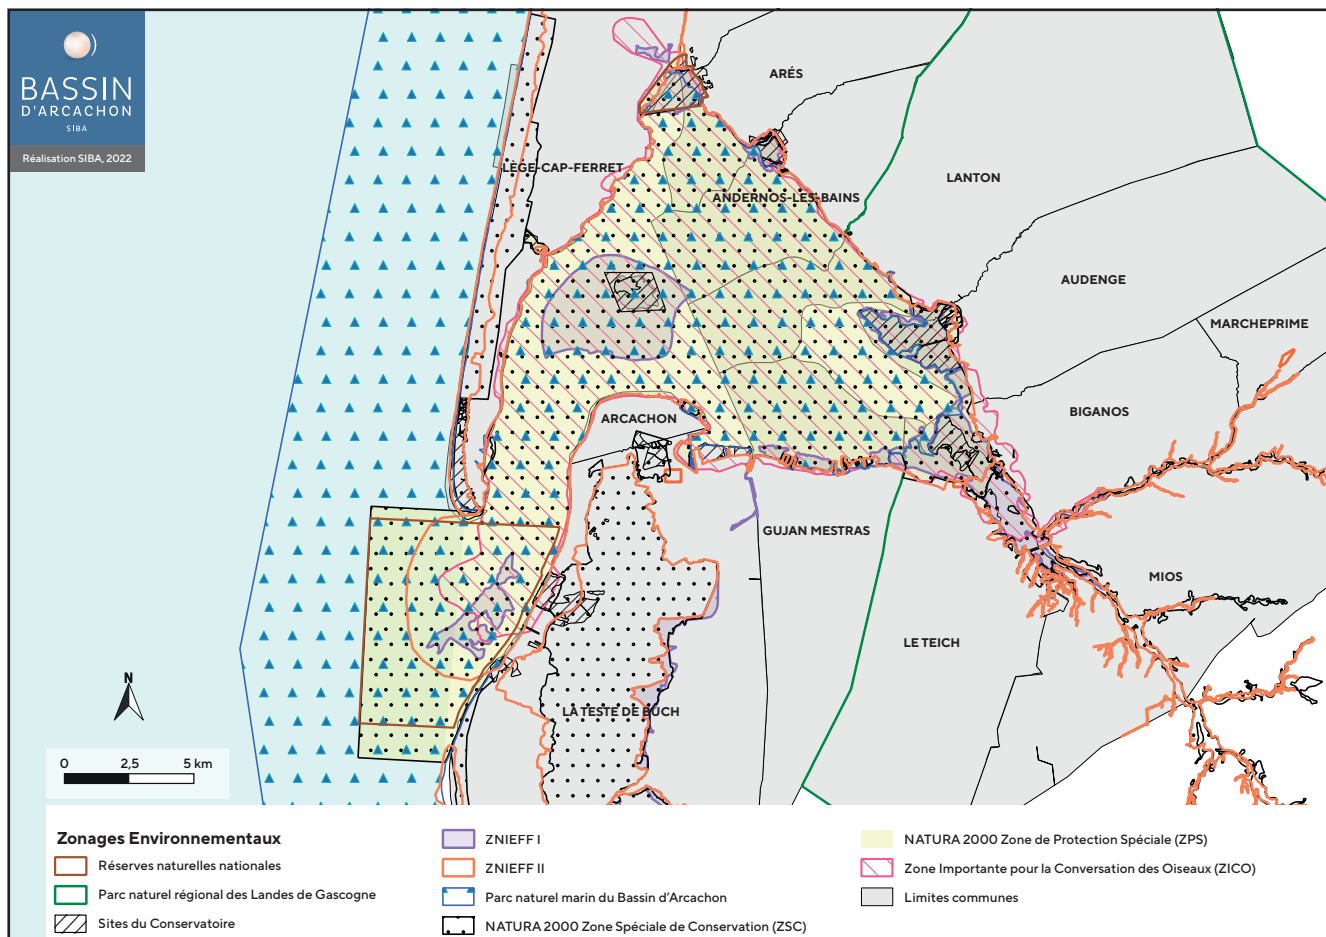 BASSIN
D'ARCACHON
SIBA
Réalisation SIBA, 2022
ARÉS
LÈGE-CAP-FERRET
LANTON
ANDERNOS-LES-BAINS
AUDENGE
MARCHEPRIME
BIGANOS
ARCACHON
GUJAN MESTRAS
MIOS
LE TEICH
LA TESTE DE BUCH
N
0 2,5 5 km
Zonages Environnementaux
Réserves naturelles nationales
Parc naturel régional des Landes de Gascogne
Sites du Conservatoire
ZNIEFF I
ZNIEFF II
Parc naturel marin du Bassin d'Arcachon
NATURA 2000 Zone Spéciale de Conservation (ZSC)
NATURA 2000 Zone de Protection Spéciale (ZPS)
Zone Importante pour la Conversation des Oiseaux (ZICO)
Limites communes